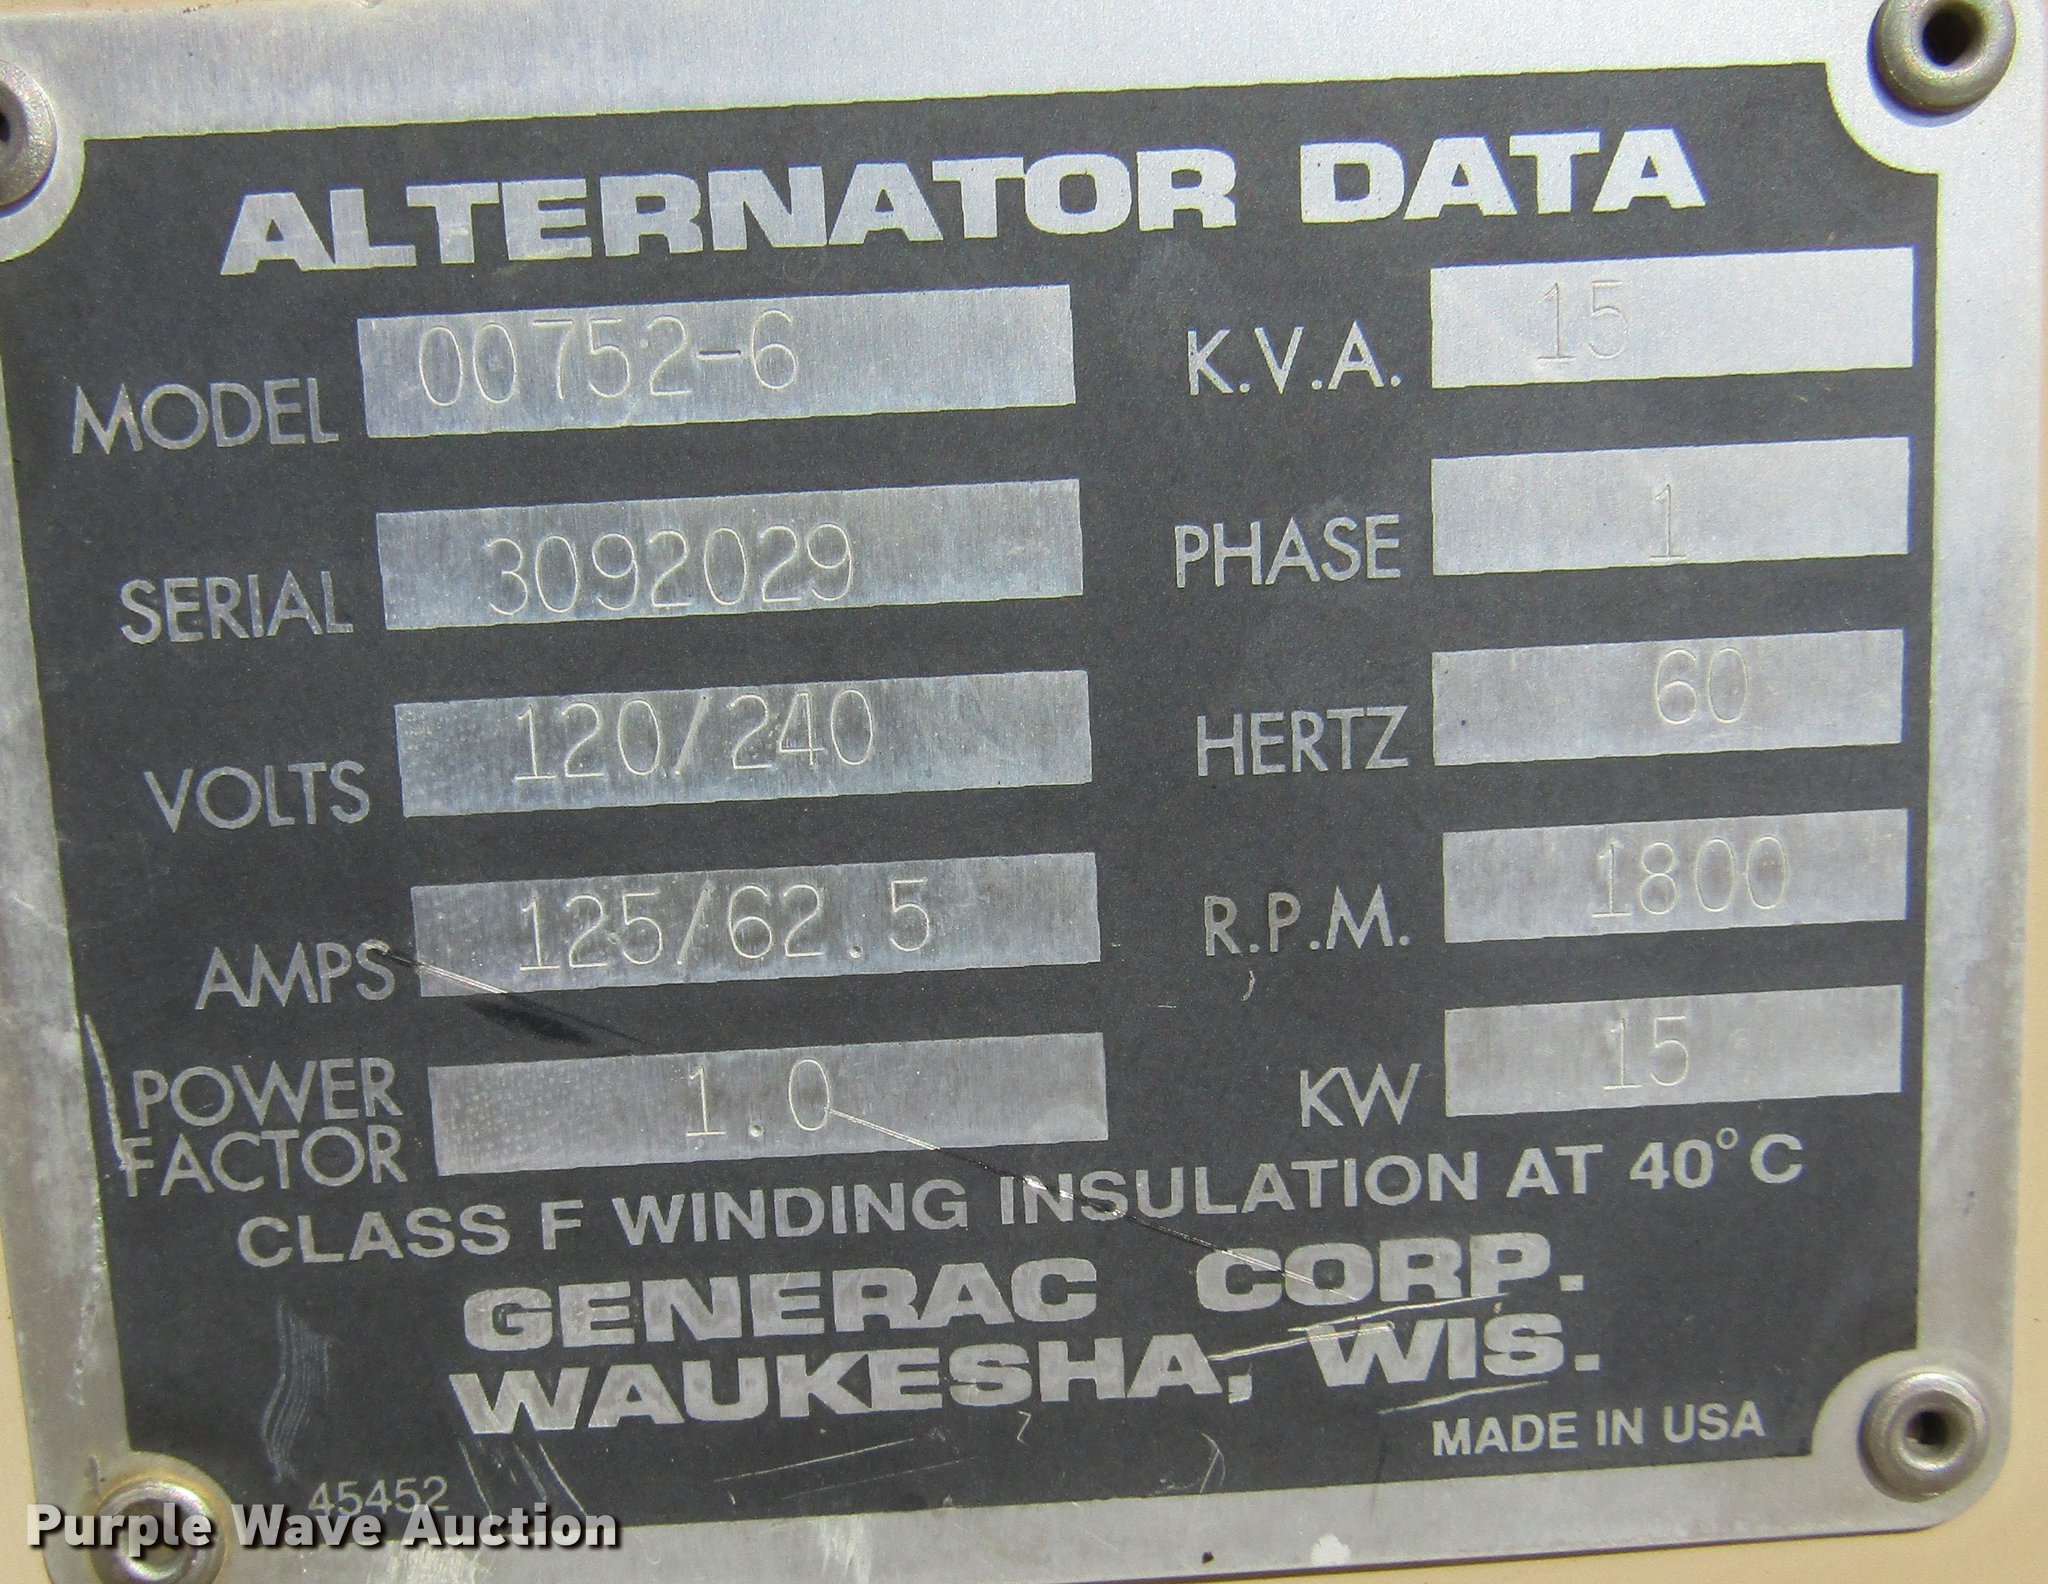 ALTERNATOR DATA
MODEL 00752-6 K.V.A. 15
SERIAL 3092029 PHASE 1
VOLTS 120/240 HERTZ 60
AMPS 125/62.5 R.P.M. 1800
POWER FACTOR 1.0 KW 15
CLASS F WINDING INSULATION AT 40°C
GENERAC CORP.
WAUKESHA, WIS.
MADE IN USA
45452
Purple Wave Auction